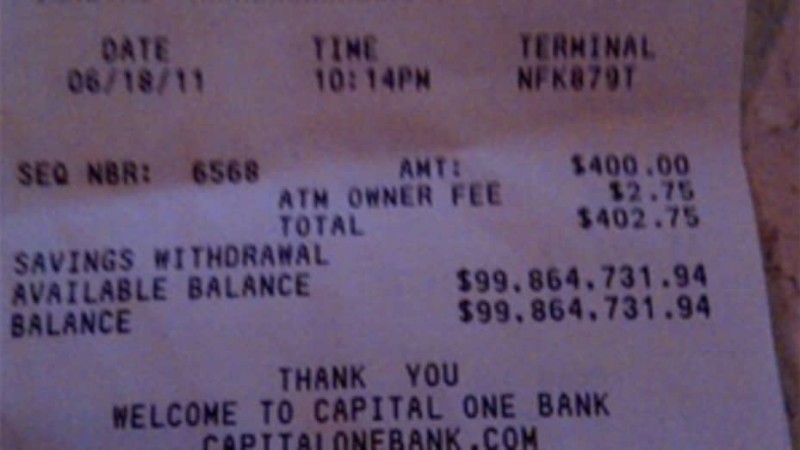 DATE TIME TERMINAL
06/18/11 10:14PM NFK879T
SEQ NBR: 6568 AMT: $400.00
ATM OWNER FEE $2.75
TOTAL $402.75
SAVINGS WITHDRAWAL
AVAILABLE BALANCE $99,864,731.94
BALANCE $99,864,731.94
THANK YOU
WELCOME TO CAPITAL ONE BANK
CAPITALONEBANK.COM